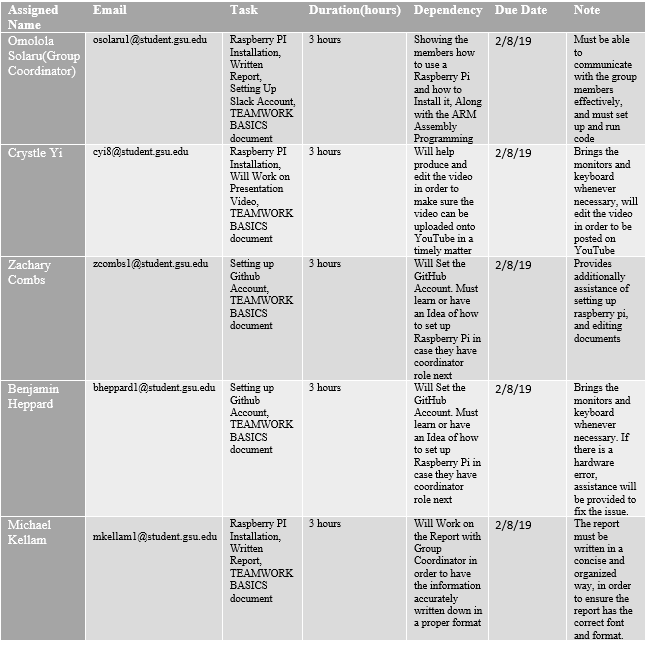 Assigned Name Email Task Duration(hours) Dependency Due Date Note
Omolola Solaru(Group Coordinator)
osolaru1@student.gsu.edu
Raspberry PI
Installation,
Written
Report,
Setting Up
Slack Account,
TEAMWORK
BASICS
document
3 hours
Showing the
members how
to use a
Raspberry Pi
and how to
Install it, Along
with the ARM
Assembly
Programming
2/8/19
Must be able
to
communicate
with the group
members
effectively,
and must set
up and run
code
Crystle Yi
cyi8@student.gsu.edu
Raspberry PI
Installation,
Will Work on
Presentation
Video,
TEAMWORK
BASICS
document
3 hours
Will help
produce and
edit the video
in order to
make sure the
video can be
uploaded onto
YouTube in a
timely matter
2/8/19
Brings the
monitors and
keyboard
whenever
necessary, will
edit the video
in order to be
posted on
YouTube
Zachary
Combs
zcombs1@student.gsu.edu
Setting up
Github
Account,
TEAMWORK
BASICS
document
3 hours
Will Set the
GitHub
Account. Must
learn or have
an Idea of how
to set up
Raspberry Pi in
case they have
coordinator
role next
2/8/19
Provides
additionally
assistance of
setting up
raspberry pi,
and editing
documents
Benjamin
Heppard
bheppard1@student.gsu.edu
Setting up
Github
Account,
TEAMWORK
BASICS
document
3 hours
Will Set the
GitHub
Account. Must
learn or have
an Idea of how
to set up
Raspberry Pi in
case they have
coordinator
role next
2/8/19
Brings the
monitors and
keyboard
whenever
necessary. If
there is a
hardware
error,
assistance will
be provided to
fix the issue.
Michael
Kellam
mkellam1@student.gsu.edu
Raspberry PI
Installation,
Written
Report,
TEAMWORK
BASICS
document
3 hours
Will Work on
the Report with
Group
Coordinator in
order to have
the information
accurately
written down in
a proper format
2/8/19
The report
must be
written in a
concise and
organized
way, in order
to ensure the
report has the
correct font
and format.